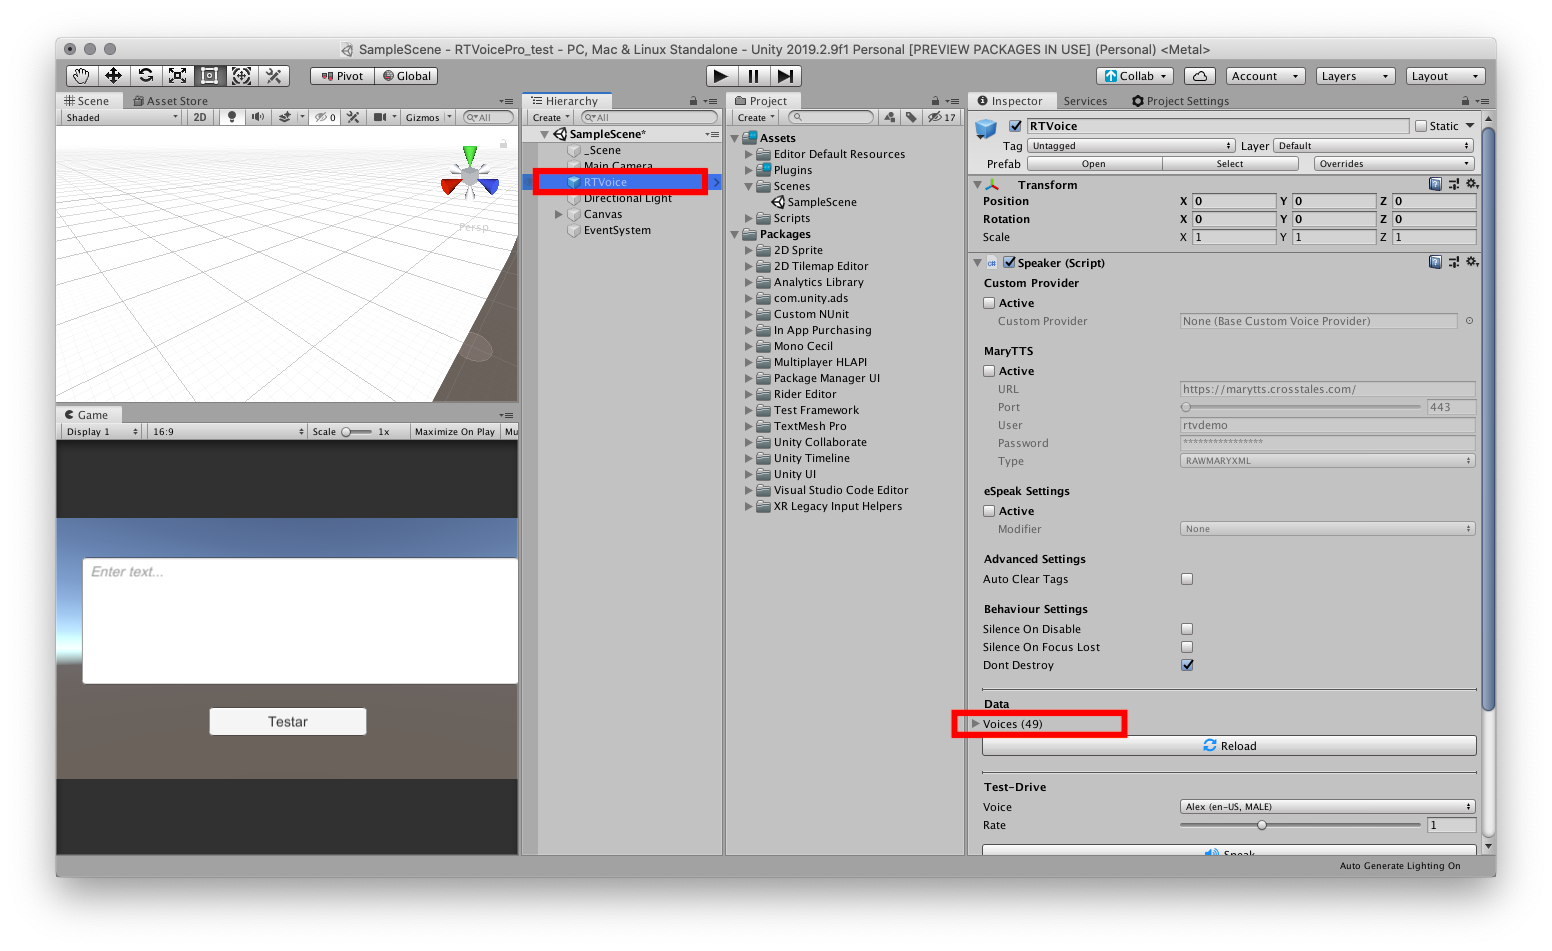 SampleScene - RTVoicePro_test - PC, Mac & Linux Standalone - Unity 2019.2.9f1 Personal [PREVIEW PACKAGES IN USE] (Personal) <Metal>
Pivot Global Collab Account Layers Layout
Scene Asset Store
Shaded 2D 0 Gizmos All
Persp
Game
Display 1 16:9 Scale 1x Maximize On Play Mu
Enter text...
Testar
Hierarchy
Create All
SampleScene*
_Scene
Main Camera
RTVoice
Directional Light
Canvas
EventSystem
Project
Create 17
Assets
Editor Default Resources
Plugins
Scenes
SampleScene
Scripts
Packages
2D Sprite
2D Tilemap Editor
Analytics Library
com.unity.ads
Custom NUnit
In App Purchasing
Mono Cecil
Multiplayer HLAPI
Package Manager UI
Rider Editor
Test Framework
TextMesh Pro
Unity Collaborate
Unity Timeline
Unity UI
Visual Studio Code Editor
XR Legacy Input Helpers
Inspector Services Project Settings
RTVoice Static
Tag Untagged Layer Default
Prefab Open Select Overrides
Transform
Position X 0 Y 0 Z 0
Rotation X 0 Y 0 Z 0
Scale X 1 Y 1 Z 1
Speaker (Script)
Custom Provider
Active
Custom Provider None (Base Custom Voice Provider)
MaryTTS
Active
URL https://marytts.crosstales.com/
Port 443
User rtvdemo
Password ****************
Type RAWMARYXML
eSpeak Settings
Active
Modifier None
Advanced Settings
Auto Clear Tags
Behaviour Settings
Silence On Disable
Silence On Focus Lost
Dont Destroy
Data
Voices (49)
Reload
Test-Drive
Voice Alex (en-US, MALE)
Rate 1
Speak
Auto Generate Lighting On